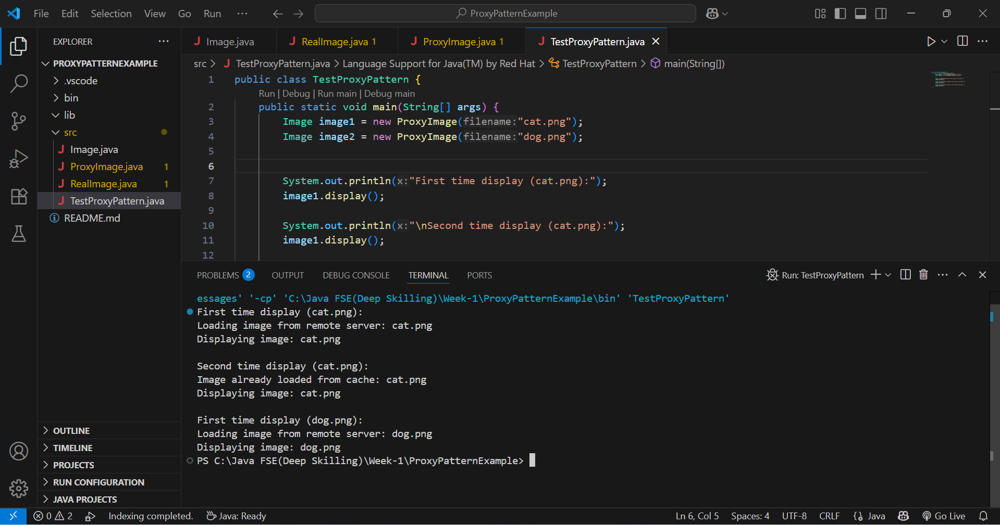 File Edit Selection View Go Run ···
ProxyPatternExample
EXPLORER ···
PROXYPATTERNEXAMPLE
.vscode
bin
lib
src
J Image.java
J ProxyImage.java 1
J RealImage.java 1
J TestProxyPattern.java
README.md
OUTLINE
TIMELINE
PROJECTS
RUN CONFIGURATION
JAVA PROJECTS
J Image.java
J RealImage.java 1
J ProxyImage.java 1
J TestProxyPattern.java
src > J TestProxyPattern.java > Language Support for Java(TM) by Red Hat > TestProxyPattern > main(String[])
1 public class TestProxyPattern {
Run | Debug | Run main | Debug main
2 public static void main(String[] args) {
3 Image image1 = new ProxyImage(filename:"cat.png");
4 Image image2 = new ProxyImage(filename:"dog.png");
5
6
7 System.out.println(x:"First time display (cat.png):");
8 image1.display();
9
10 System.out.println(x:"\nSecond time display (cat.png):");
11 image1.display();
12
PROBLEMS 2 OUTPUT DEBUG CONSOLE TERMINAL PORTS
Run: TestProxyPattern
essages' '-cp' 'C:\Java FSE(Deep Skilling)\Week-1\ProxyPatternExample\bin' 'TestProxyPattern'
First time display (cat.png):
Loading image from remote server: cat.png
Displaying image: cat.png
Second time display (cat.png):
Image already loaded from cache: cat.png
Displaying image: cat.png
First time display (dog.png):
Loading image from remote server: dog.png
Displaying image: dog.png
PS C:\Java FSE(Deep Skilling)\Week-1\ProxyPatternExample>
0 2 Indexing completed. Java: Ready
Ln 6, Col 5 Spaces: 4 UTF-8 CRLF Java Go Live